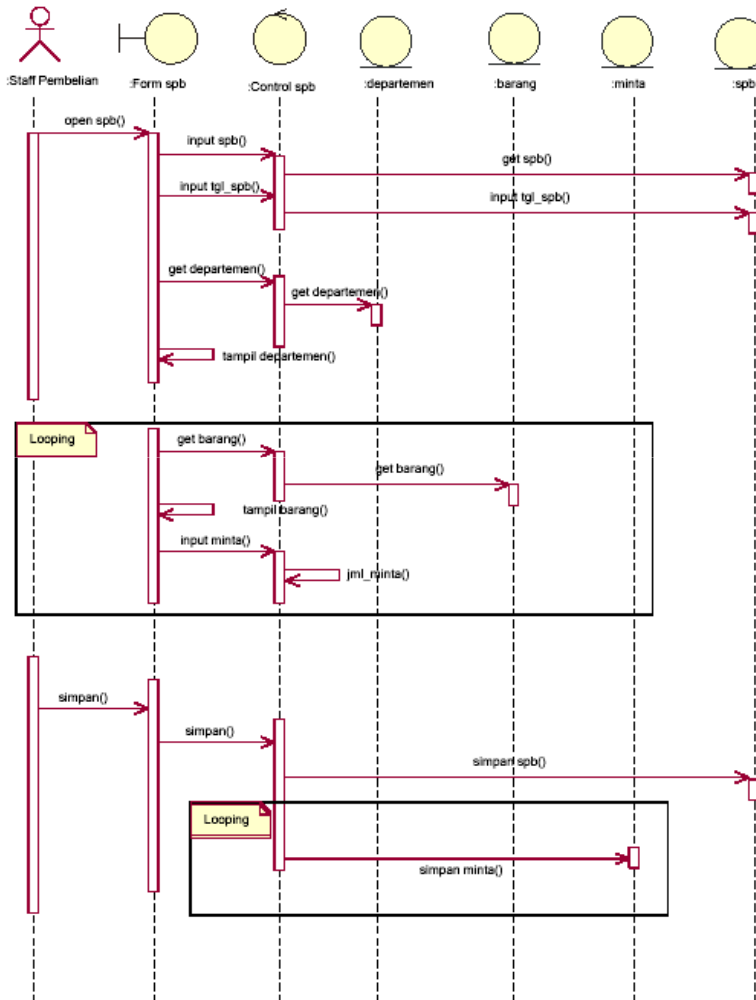 :Staff Pembelian
:Form spb
:Control spb
:departemen
:barang
:minta
:spb
open spb()
input spb()
get spb()
input tgl_spb()
input tgl_spb()
get departemen()
get departemen()
tampil departemen()
Looping
get barang()
get barang()
tampil barang()
input minta()
jml_minta()
simpan()
simpan()
simpan spb()
Looping
simpan minta()